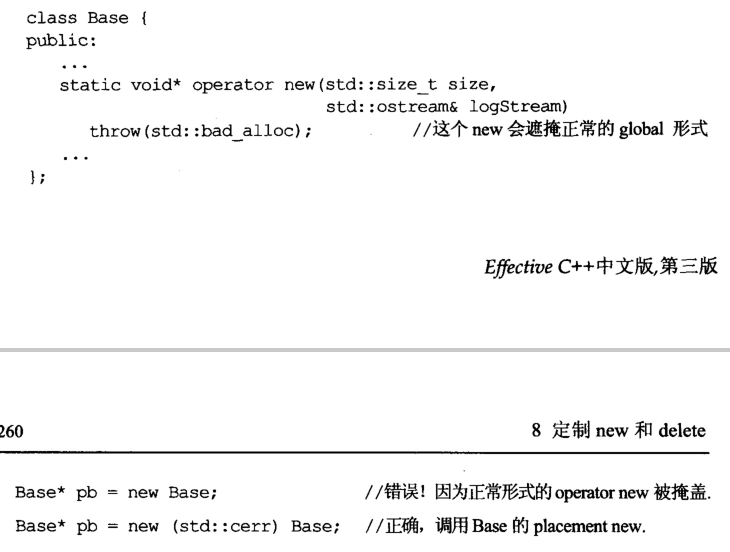 class Base {
public:
...
static void* operator new(std::size_t size,
std::ostream& logStream)
throw(std::bad_alloc); //这个 new 会遮掩正常的 global 形式
...
};
Effective C++中文版,第三版
260 8 定制 new 和 delete
Base* pb = new Base; //错误! 因为正常形式的 operator new 被掩盖.
Base* pb = new (std::cerr) Base; //正确, 调用 Base 的 placement new.